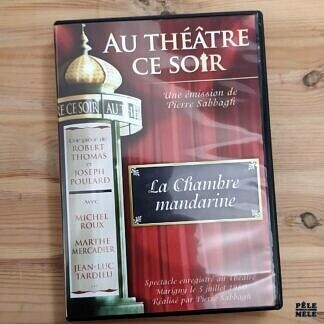 AU THÉÂTRE
CE SOIR
Une émission de
Pierre Sabbagh
CE SOIR
AU T
Une pièce de
ROBERT
THOMAS
et
JOSEPH
POULARD
Avec
MICHEL
ROUX
MARTHE
MERCADIER
JEAN-LUC
TARDIEU
...
La Chambre
mandarine
Spectacle enregistré au Théâtre
Marigny le 5 juillet
Réalisé par Pierre Sabbagh
PÊLE
MÊLE